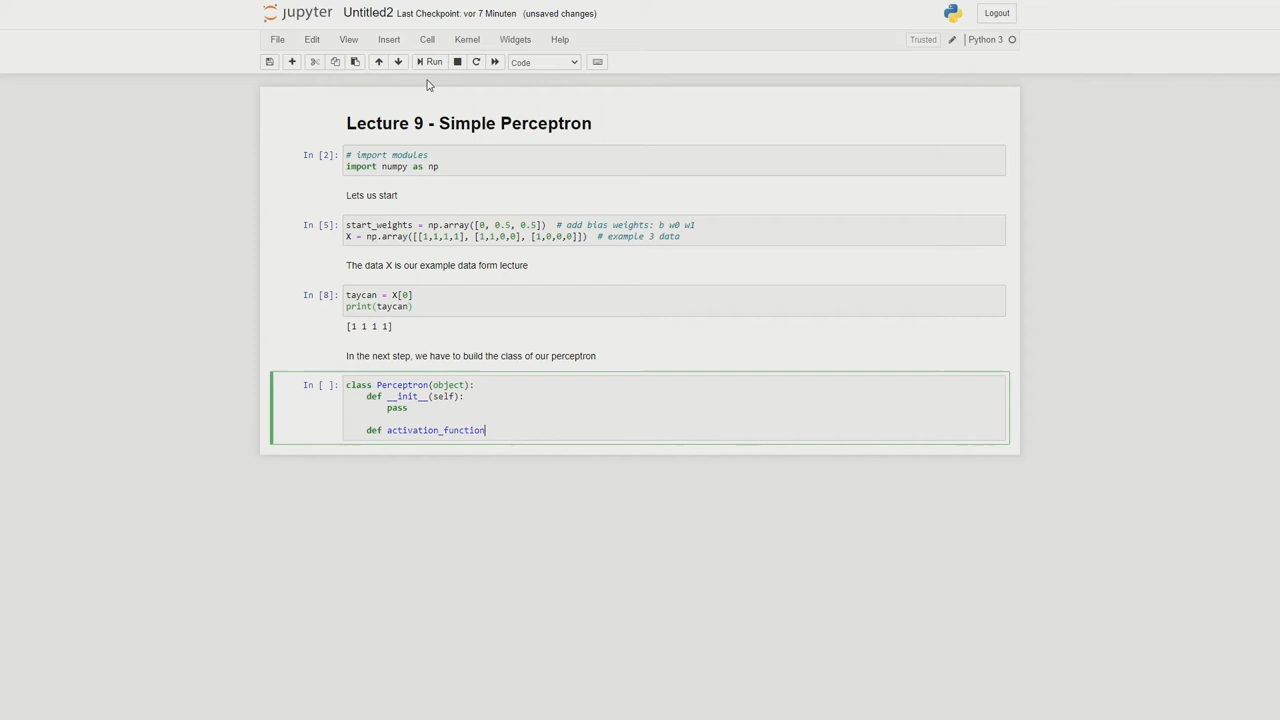 jupyter Untitled2 Last Checkpoint: vor 7 Minuten (unsaved changes) Logout
File Edit View Insert Cell Kernel Widgets Help Trusted Python 3
Run Code
Lecture 9 - Simple Perceptron
In [2]: # import modules
import numpy as np
Lets us start
In [5]: start_weights = np.array([0, 0.5, 0.5]) # add bias weights: b w0 w1
X = np.array([[1,1,1,1], [1,1,0,0], [1,0,0,0]]) # example 3 data
The data X is our example data form lecture
In [8]: taycan = X[0]
print(taycan)
[1 1 1 1]
In the next step, we have to build the class of our perceptron
In [ ]: class Perceptron(object):
def __init__(self):
pass
def activation_function